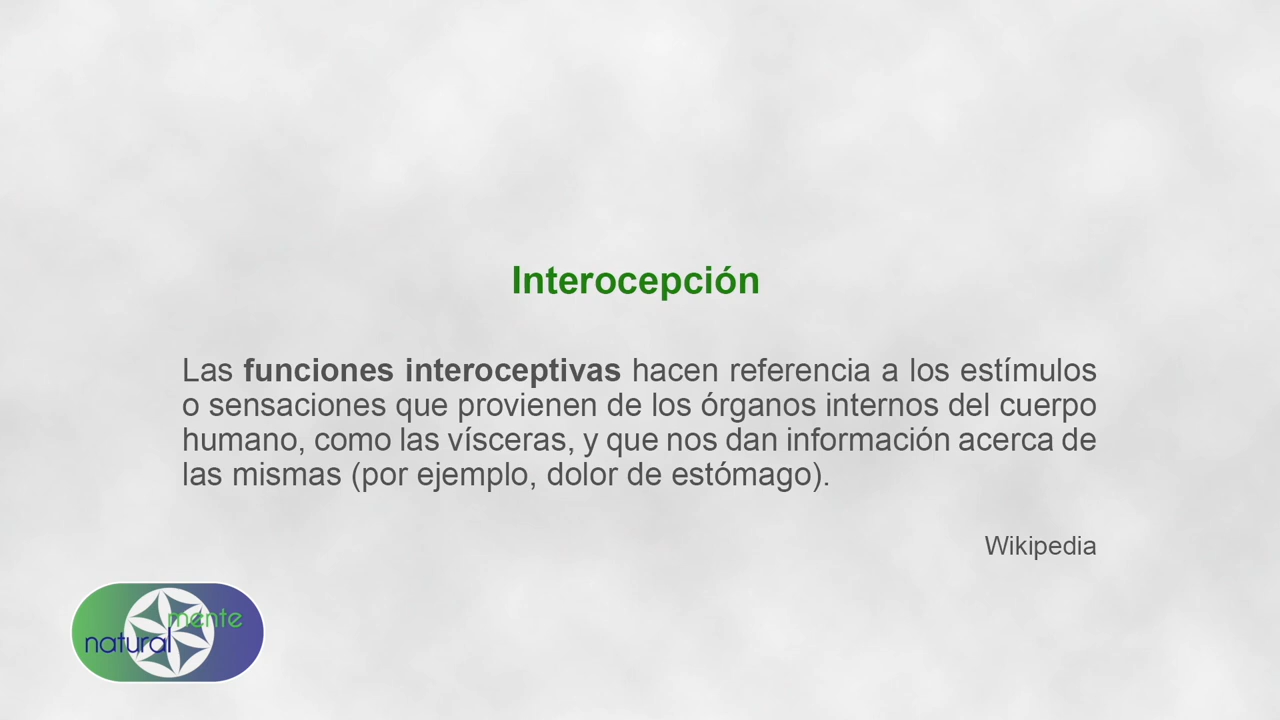 Interocepción
Las funciones interoceptivas hacen referencia a los estímulos
o sensaciones que provienen de los órganos internos del cuerpo
humano, como las vísceras, y que nos dan información acerca de
las mismas (por ejemplo, dolor de estómago).
Wikipedia
mente
natural